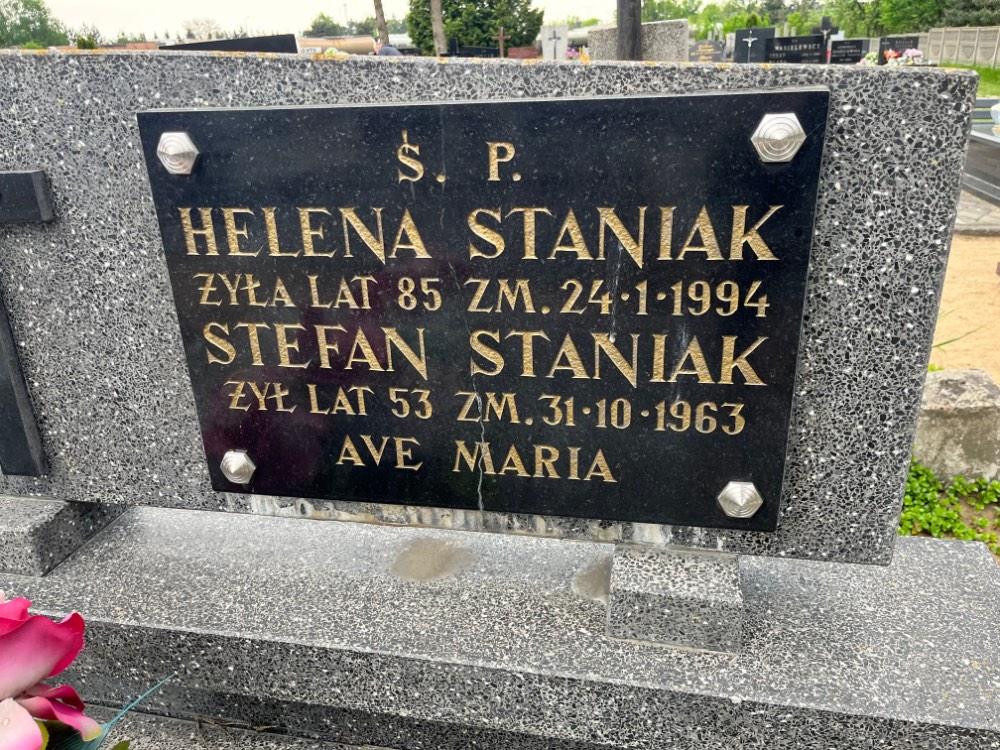 Ś. P.
HELENA STANIAK
ŻYŁA LAT 85 ZM. 24·1·1994
STEFAN STANIAK
ŻYŁ LAT 53 ZM. 31·10·1963
AVE MARIA